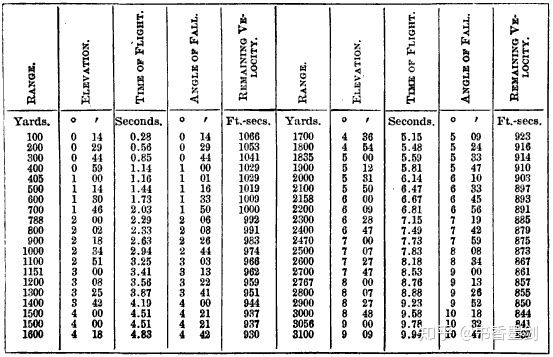 RANGE. ELEVATION. TIME OF FLIGHT. ANGLE OF FALL. REMAINING VELOCITY. RANGE. ELEVATION. TIME OF FLIGHT. ANGLE OF FALL. REMAINING VELOCITY.
Yards. ° ′ Seconds. ° ′ Ft.-secs. Yards. ° ′ Seconds. ° ′ Ft.-secs.
100 0 14 0.28 0 14 1066 1700 4 36 5.15 5 09 923
200 0 29 0.56 0 29 1053 1800 4 54 5.48 5 24 916
300 0 44 0.85 0 44 1041 1835 5 00 5.59 5 33 914
400 0 59 1.14 1 00 1029 1900 5 12 5.81 5 47 910
405 1 00 1.16 1 01 1029 2000 5 31 6.14 6 10 903
500 1 14 1.44 1 16 1019 2100 5 50 6.47 6 33 897
600 1 30 1.73 1 33 1009 2158 6 00 6.67 6 45 893
700 1 46 2.03 1 50 1000 2200 6 09 6.81 6 56 891
788 2 00 2.29 2 06 992 2300 6 28 7.15 7 19 885
800 2 02 2.33 2 08 991 2400 6 47 7.49 7 42 879
900 2 18 2.63 2 26 983 2470 7 00 7.73 7 59 875
1000 2 34 2.94 2 44 974 2500 7 07 7.83 8 08 873
1100 2 51 3.25 3 03 966 2600 7 27 8.18 8 34 867
1151 3 00 3.41 3 13 962 2700 7 47 8.53 9 00 861
1200 3 08 3.56 3 22 959 2767 8 00 8.76 9 13 857
1300 3 25 3.87 3 41 951 2800 8 07 8.88 9 26 855
1400 3 42 4.19 4 00 944 2900 8 27 9.23 9 52 850
1500 4 00 4.51 4 21 937 3000 8 48 9.58 10 18 844
1500 4 00 4.51 4 21 937 3056 9 00 9.78 10 32 841
1600 4 18 4.83 4 42 930 3100 9 09 9.94 10 47
知乎